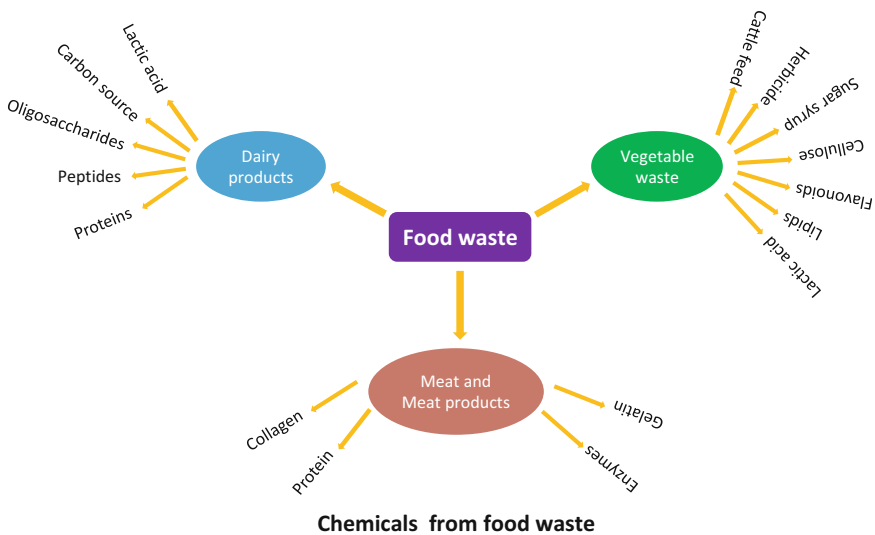 Lactic acid
Carbon source
Oligosaccharides
Peptides
Proteins
Dairy
products
Cattle feed
Herbicide
Sugar syrup
Cellulose
Flavonoids
Lipids
Lactic acid
Vegetable
waste
Food waste
Meat and
Meat products
Collagen
Protein
Gelatin
Enzymes
Chemicals from food waste